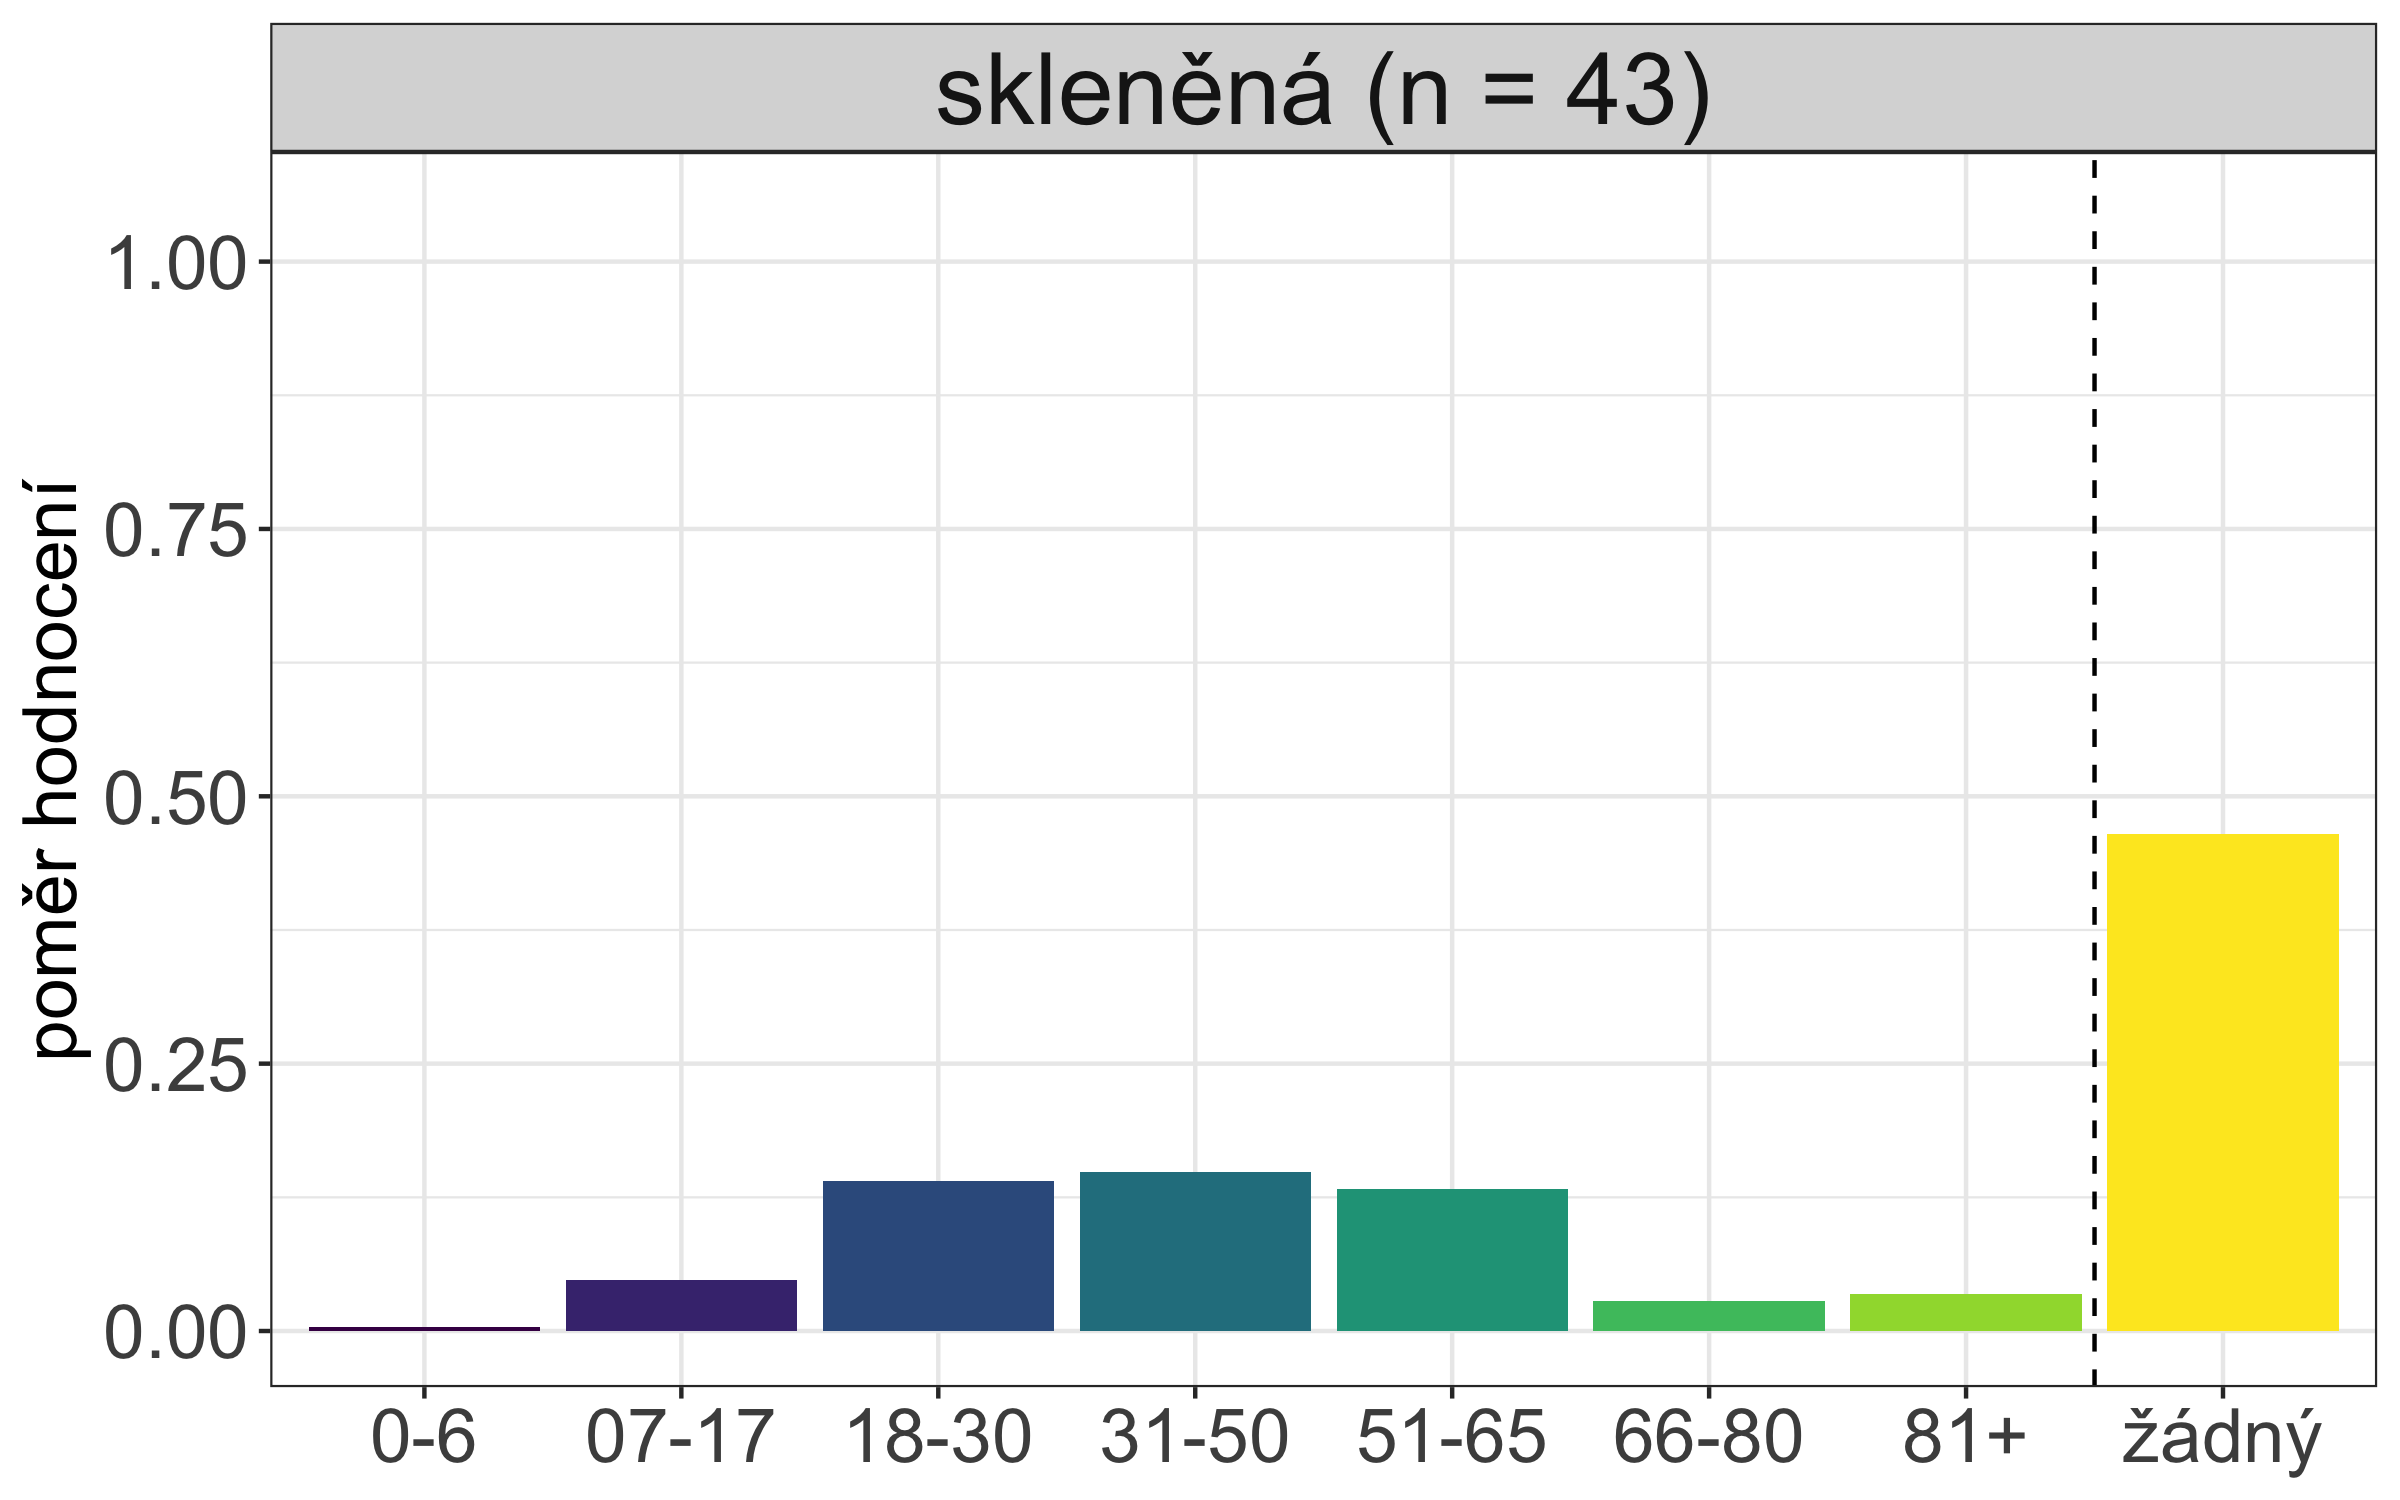 skleněná (n = 43)
poměr hodnocení
1.00
0.75
0.50
0.25
0.00
0-6 07-17 18-30 31-50 51-65 66-80 81+ žádný